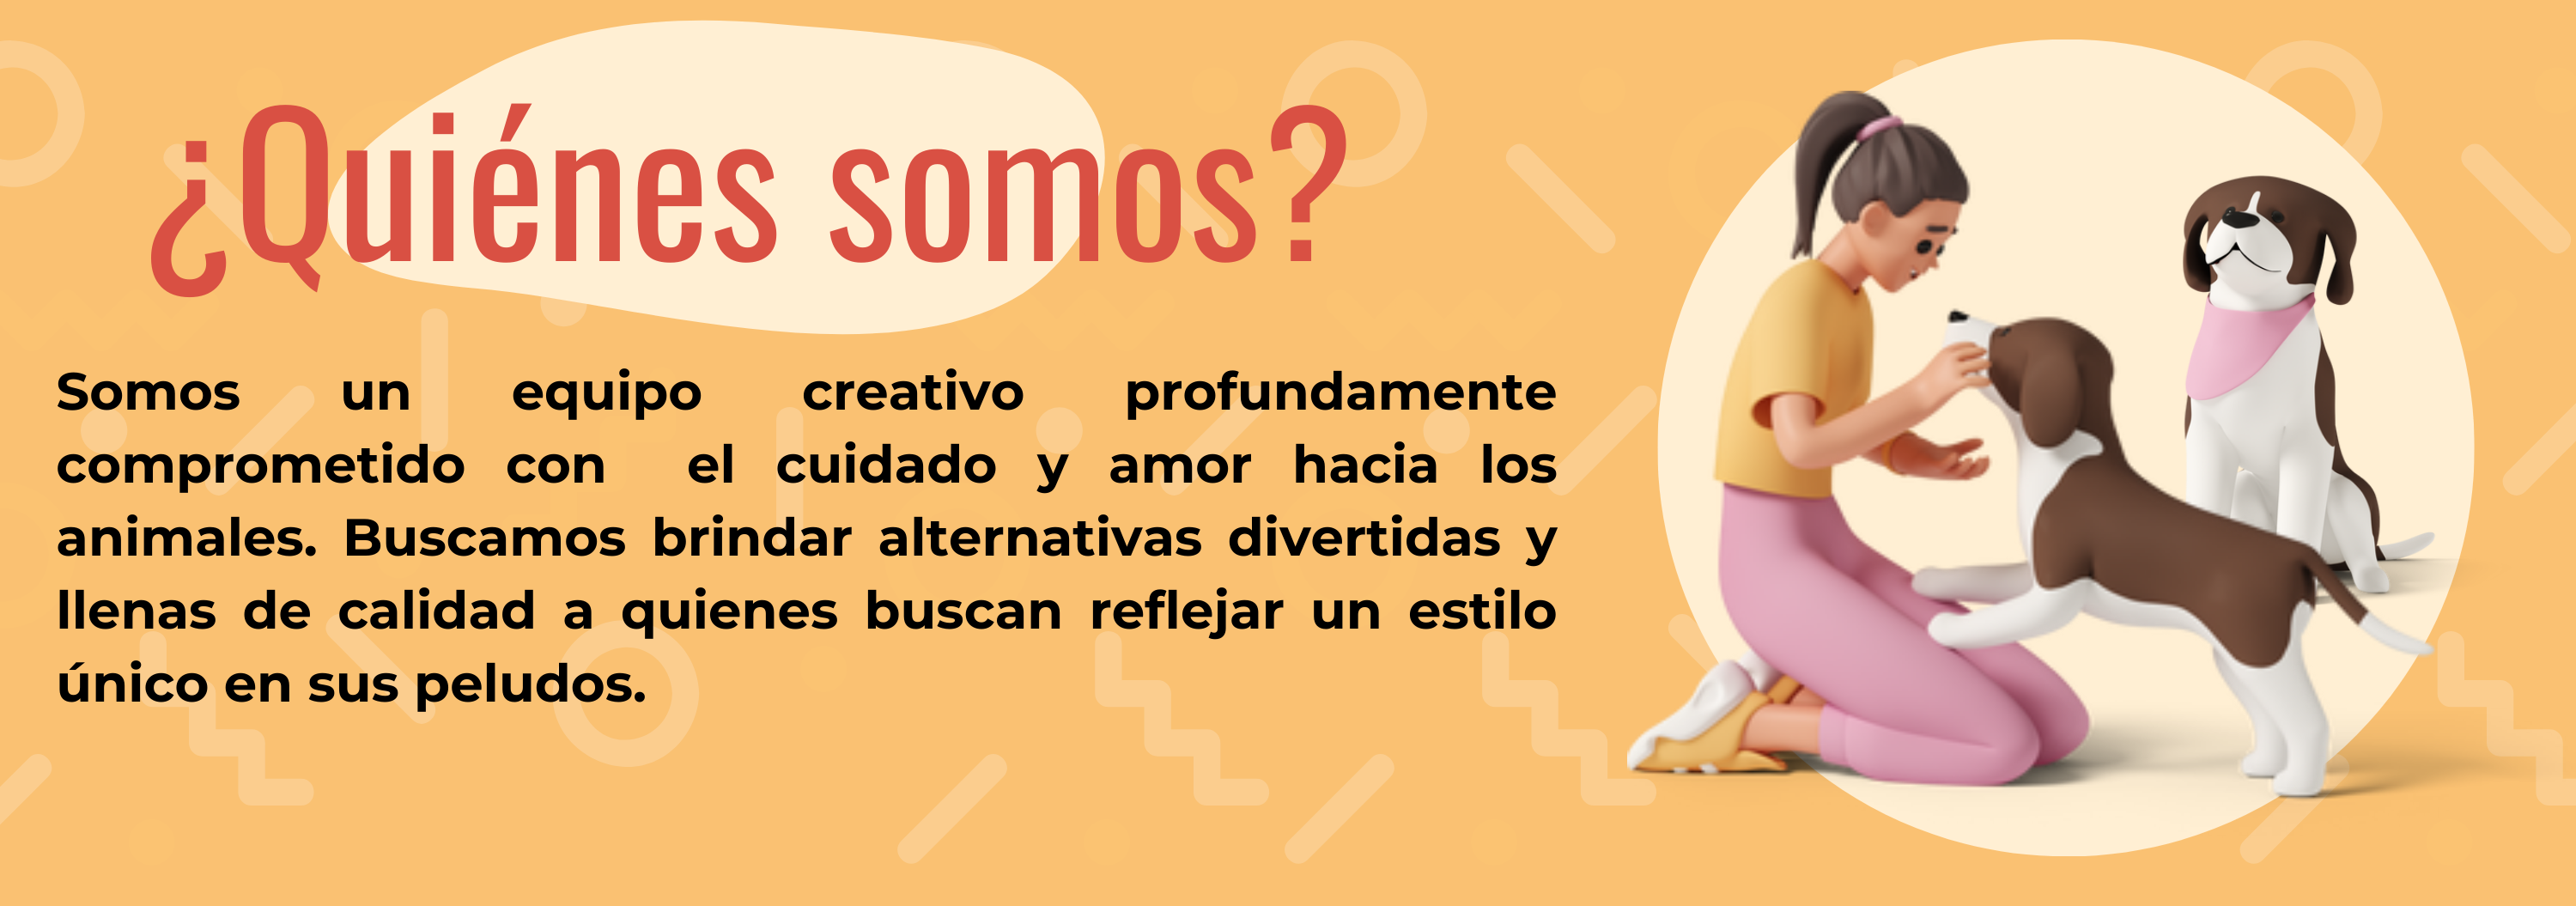 ¿Quiénes somos?
Somos un equipo creativo profundamente
comprometido con el cuidado y amor hacia los
animales. Buscamos brindar alternativas divertidas y
llenas de calidad a quienes buscan reflejar un estilo
único en sus peludos.